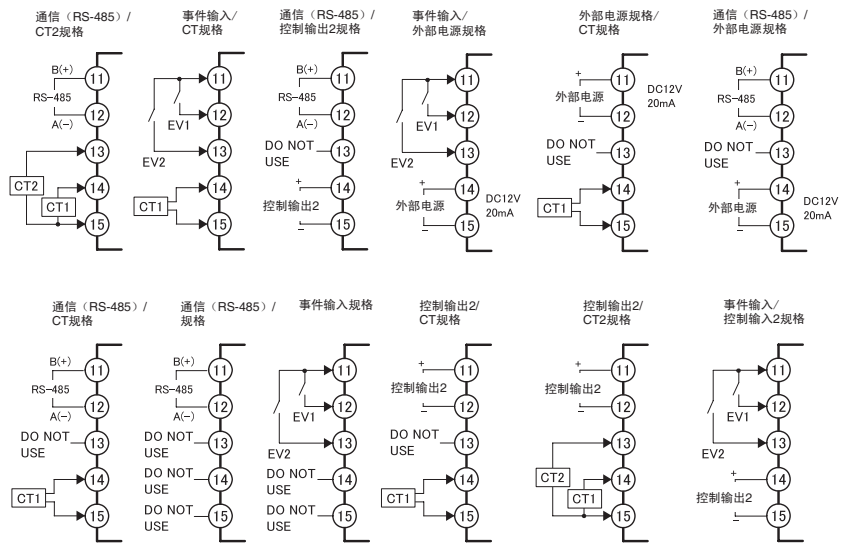 通信（RS-485）/
CT2规格
B(+)
RS-485
A(−)
CT2
CT1
11
12
13
14
15
事件输入/
CT规格
EV1
EV2
CT1
11
12
13
14
15
通信（RS-485）/
控制输出2规格
B(+)
RS-485
A(−)
DO NOT
USE
+
控制输出2
−
11
12
13
14
15
事件输入/
外部电源规格
EV1
EV2
+
外部电源
−
11
12
13
14
15
DC12V
20mA
外部电源规格/
CT规格
+
外部电源
−
DO NOT
USE
CT1
11
12
13
14
15
DC12V
20mA
通信（RS-485）/
外部电源规格
B(+)
RS-485
A(−)
DO NOT
USE
+
外部电源
−
11
12
13
14
15
DC12V
20mA
通信（RS-485）/
CT规格
B(+)
RS-485
A(−)
DO NOT
USE
CT1
11
12
13
14
15
通信（RS-485）/
规格
B(+)
RS-485
A(−)
DO NOT
USE
DO NOT
USE
DO NOT
USE
11
12
13
14
15
事件输入规格
EV1
EV2
DO NOT
USE
DO NOT
USE
11
12
13
14
15
控制输出2/
CT规格
+
控制输出2
−
DO NOT
USE
CT1
11
12
13
14
15
控制输出2/
CT2规格
+
控制输出2
−
CT2
CT1
11
12
13
14
15
事件输入/
控制输入2规格
EV1
EV2
+
控制输出2
−
11
12
13
14
15